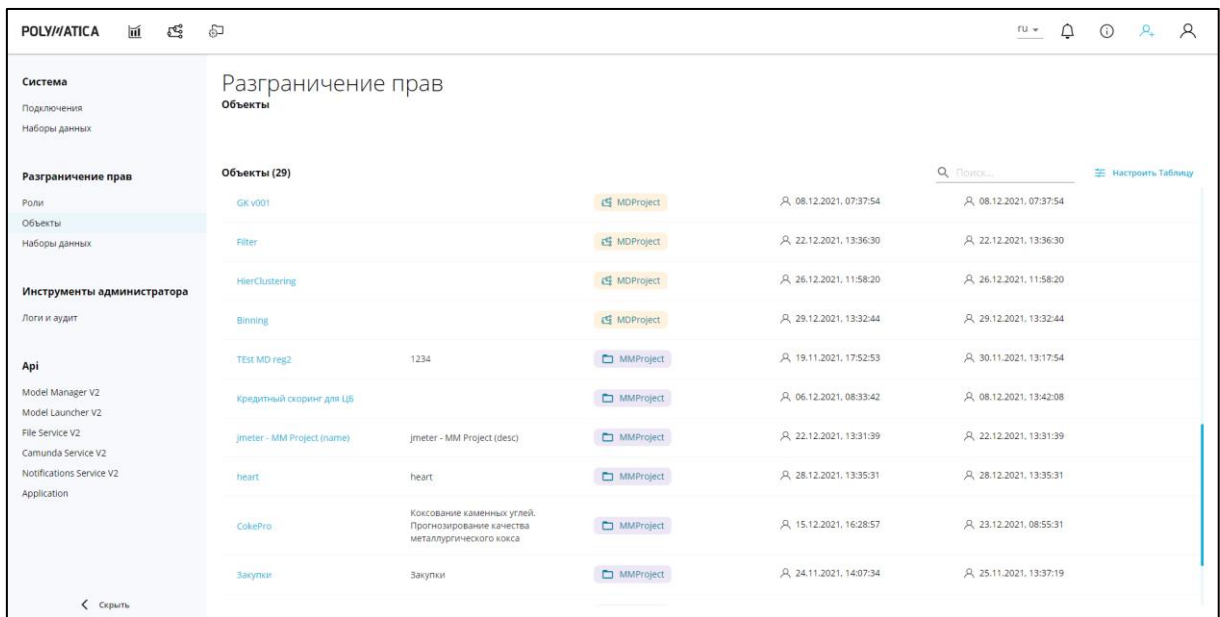 POLYMATICA
ru
Система
Подключения
Наборы данных
Разграничение прав
Роли
Объекты
Наборы данных
Инструменты администратора
Логи и аудит
Api
Model Manager V2
Model Launcher V2
File Service V2
Camunda Service V2
Notifications Service V2
Application
Скрыть
Разграничение прав
Объекты
Объекты (29)
Поиск...
Настроить Таблицу
GK v001 MDProject 08.12.2021, 07:37:54 08.12.2021, 07:37:54
Filter MDProject 22.12.2021, 13:36:30 22.12.2021, 13:36:30
HierClustering MDProject 26.12.2021, 11:58:20 26.12.2021, 11:58:20
Binning MDProject 29.12.2021, 13:32:44 29.12.2021, 13:32:44
TEst MD reg2 1234 MMProject 19.11.2021, 17:52:53 30.11.2021, 13:17:54
Кредитный скоринг для ЦБ MMProject 06.12.2021, 08:33:42 08.12.2021, 13:42:08
jmeter - MM Project (name) jmeter - MM Project (desc) MMProject 22.12.2021, 13:31:39 22.12.2021, 13:31:39
heart heart MMProject 28.12.2021, 13:35:31 28.12.2021, 13:35:31
CokePro Коксование каменных углей. Прогнозирование качества металлургического кокса MMProject 15.12.2021, 16:28:57 23.12.2021, 08:55:31
Закупки Закупки MMProject 24.11.2021, 14:07:34 25.11.2021, 13:37:19